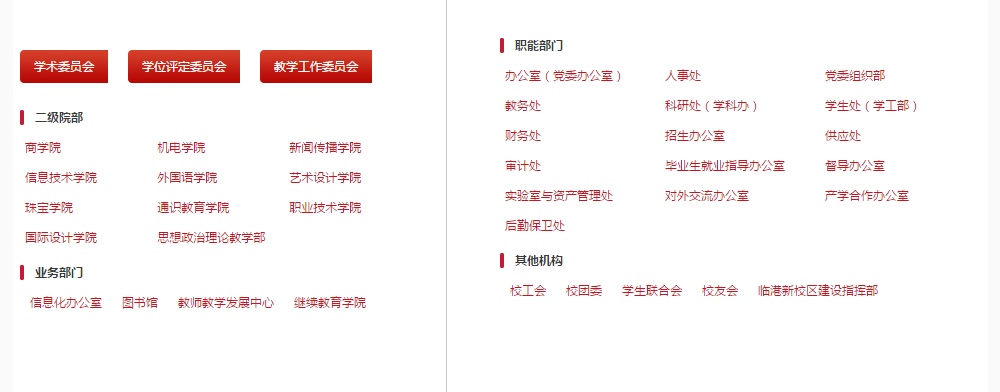 学术委员会 学位评定委员会 教学工作委员会
二级院部
商学院 机电学院 新闻传播学院
信息技术学院 外国语学院 艺术设计学院
珠宝学院 通识教育学院 职业技术学院
国际设计学院 思想政治理论教学部
业务部门
信息化办公室 图书馆 教师教学发展中心 继续教育学院
职能部门
办公室（党委办公室） 人事处 党委组织部
教务处 科研处（学科办） 学生处（学工部）
财务处 招生办公室 供应处
审计处 毕业生就业指导办公室 督导办公室
实验室与资产管理处 对外交流办公室 产学合作办公室
后勤保卫处
其他机构
校工会 校团委 学生联合会 校友会 临港新校区建设指挥部